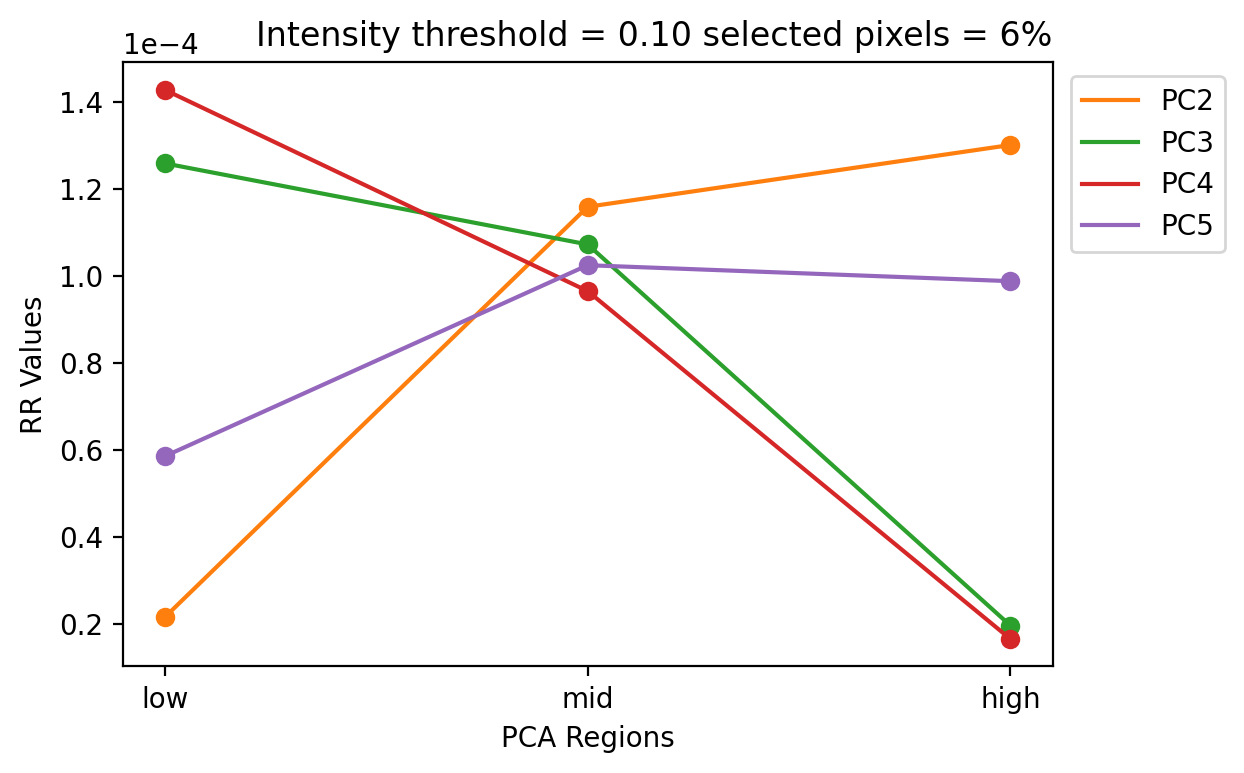 Intensity threshold = 0.10 selected pixels = 6%
1e−4
1.4
1.2
1.0
0.8
0.6
0.4
0.2
RR Values
low mid high
PCA Regions
PC2
PC3
PC4
PC5